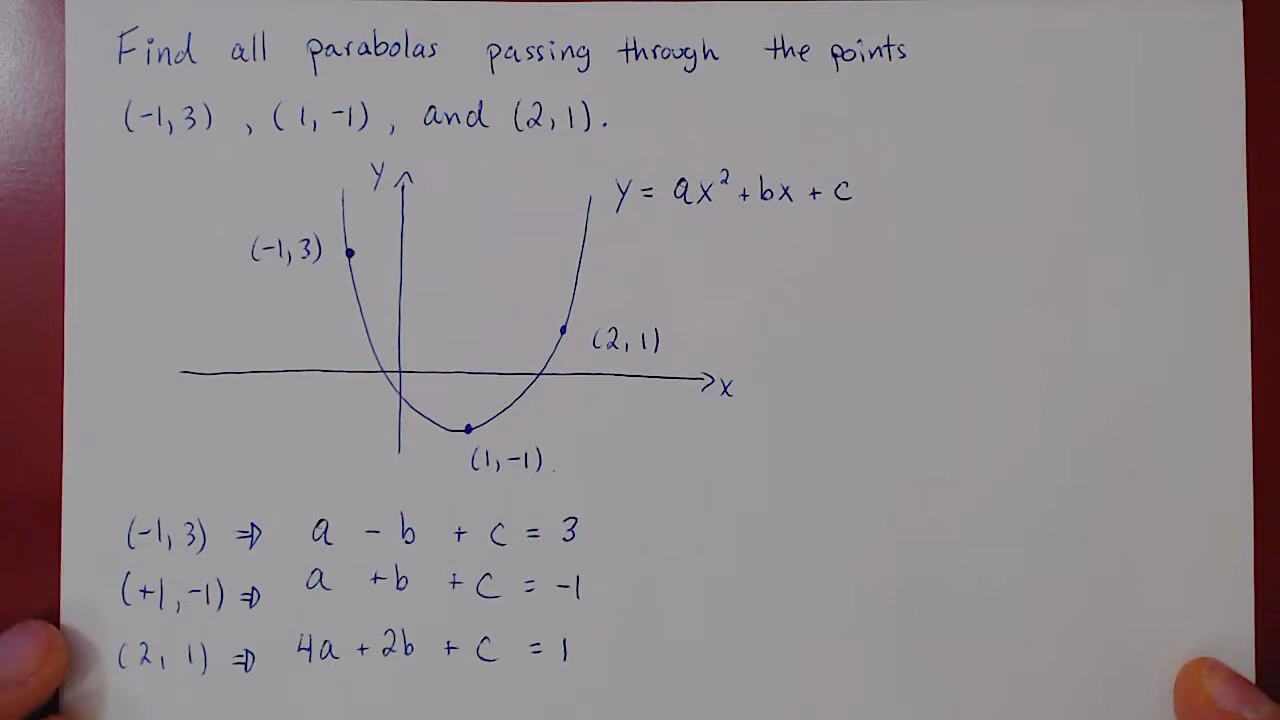 Find all parabolas passing through the points
(-1,3), (1,-1), and (2,1).
y
y = ax² + bx + c
(-1,3)
(2,1)
x
(1,-1)
(-1,3) ⇒ a - b + c = 3
(+1,-1) ⇒ a + b + c = -1
(2,1) ⇒ 4a + 2b + c = 1